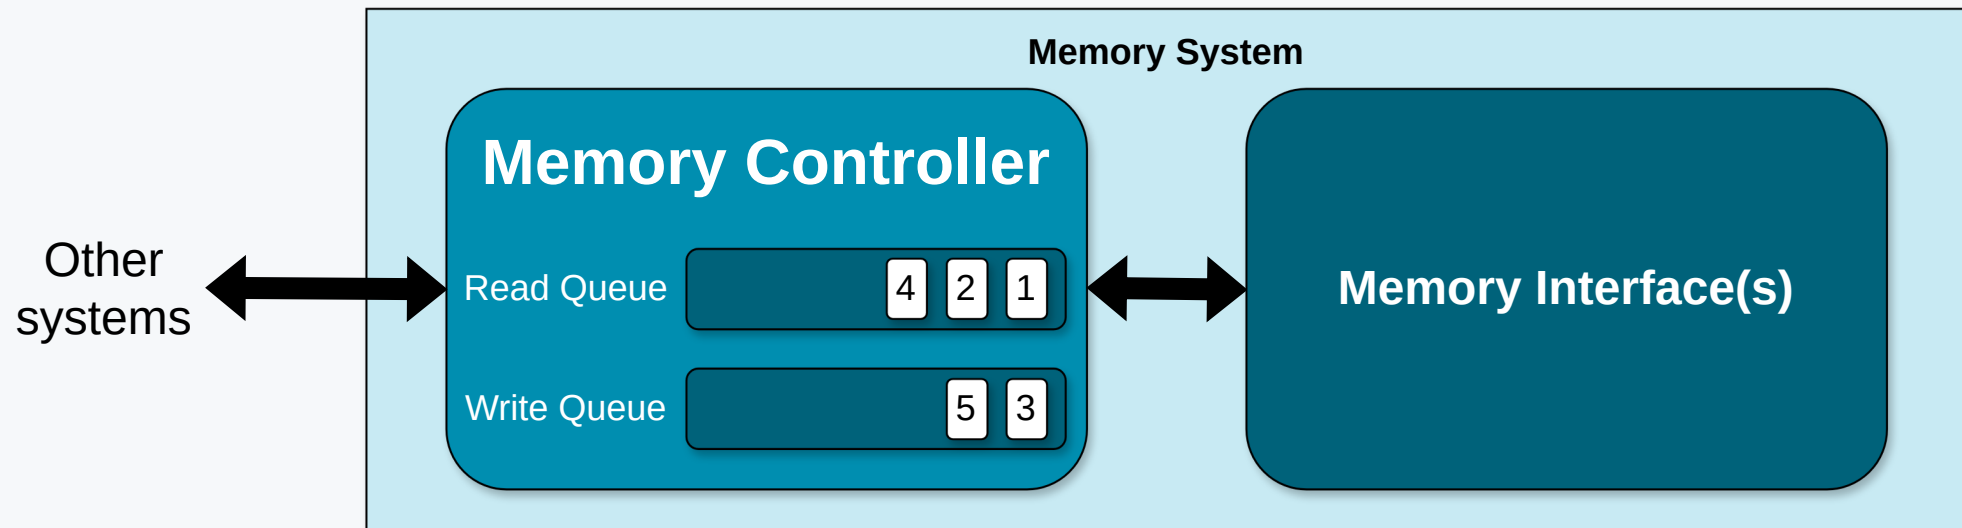 Memory System
Memory Controller
Other
systems
Read Queue
4 2 1
Write Queue
5 3
Memory Interface(s)